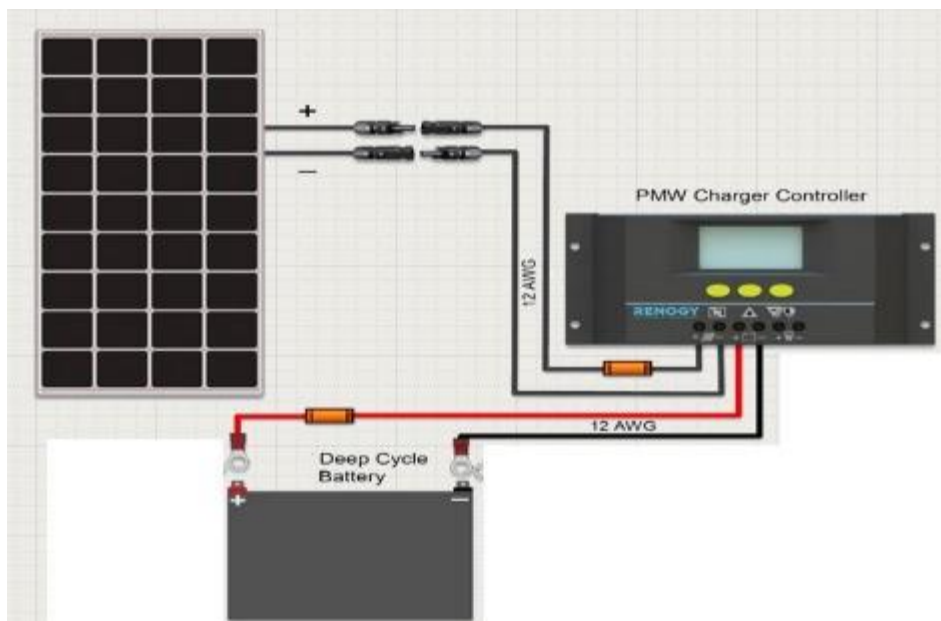 +
−
PMW Charger Controller
12 AWG
RENOGY
12 AWG
Deep Cycle
Battery
+ −